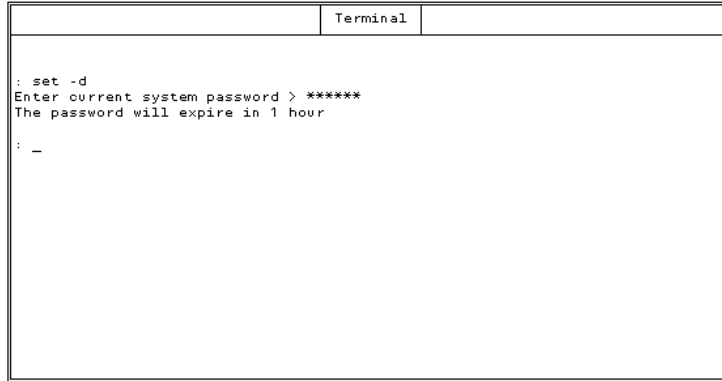 Terminal
: set -d
Enter current system password > ******
The password will expire in 1 hour
: _